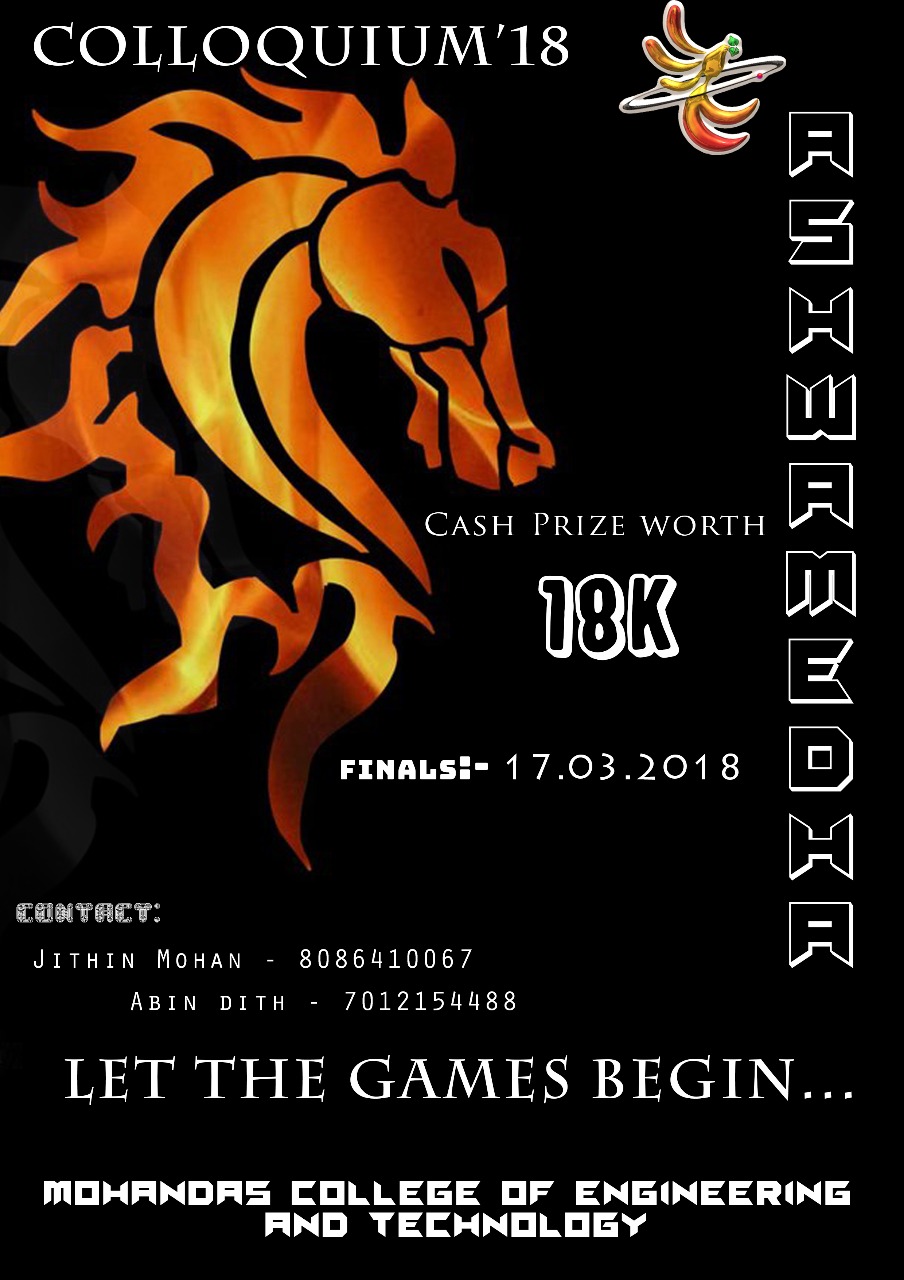 COLLOQUIUM'18
ASHWAMEDHA
CASH PRIZE WORTH
18K
FINALS:- 17.03.2018
CONTACT:
JITHIN MOHAN - 8086410067
ABIN DITH - 7012154488
LET THE GAMES BEGIN...
MOHANDAS COLLEGE OF ENGINEERING
AND TECHNOLOGY